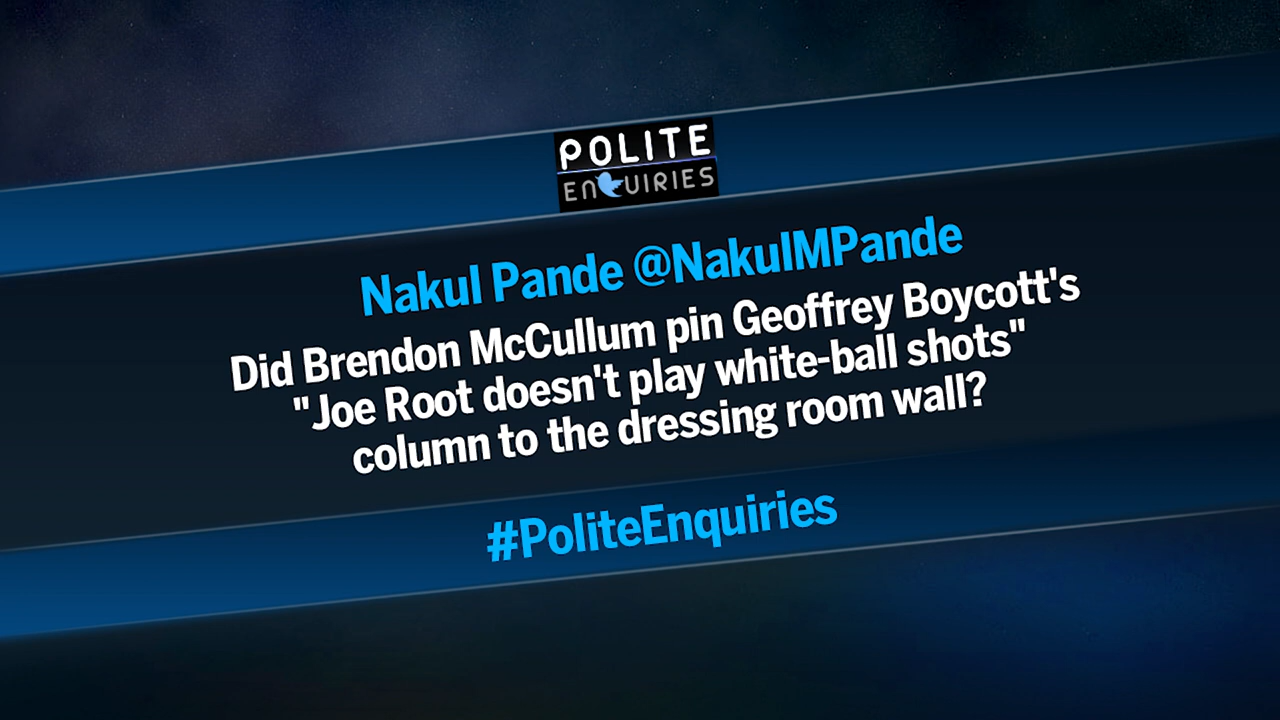 POLITE
ENQUIRIES
Nakul Pande @NakulMPande
Did Brendon McCullum pin Geoffrey Boycott's
"Joe Root doesn't play white-ball shots"
column to the dressing room wall?
#PoliteEnquiries